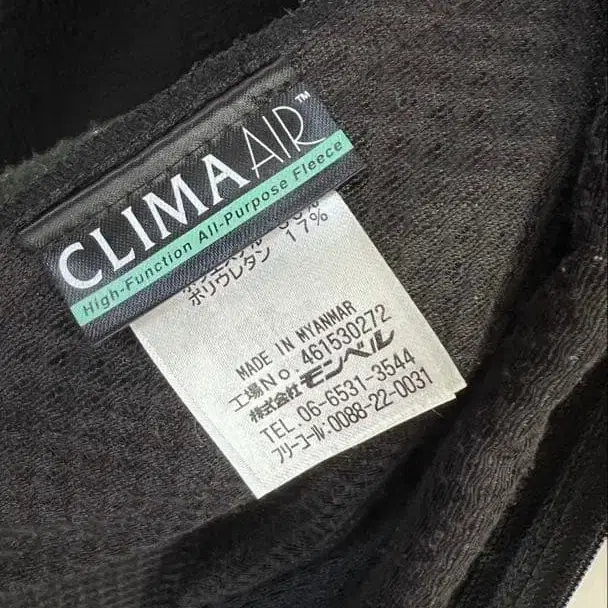 CLIMAAIR™
High-Function All-Purpose Fleece
ポリウレタン 17%
MADE IN MYANMAR
工場No. 461530272
株式会社モンベル
TEL.06-6531-3544
フリーコール:0088-22-0031